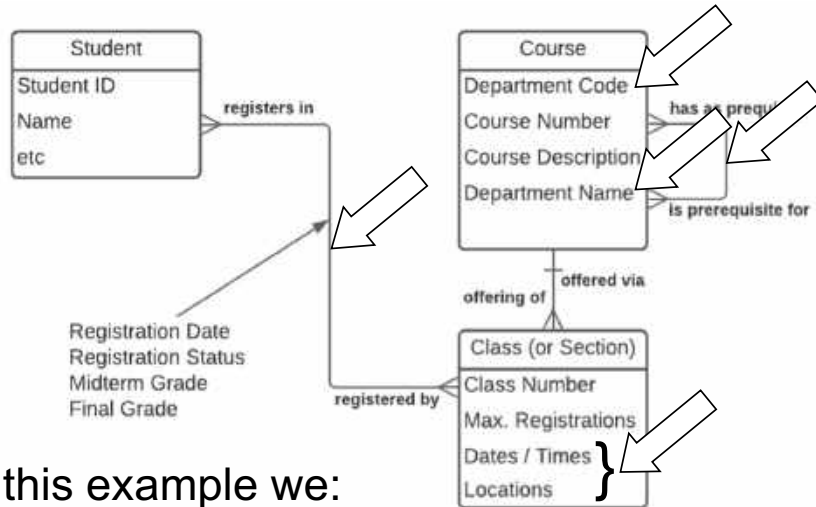 Student
Student ID
Name
etc
registers in
Course
Department Code
Course Number
Course Description
Department Name
has as
is prerequisite for
offered via
offering of
Registration Date
Registration Status
Midterm Grade
Final Grade
registered by
Class (or Section)
Class Number
Max. Registrations
Dates / Times
Locations
}
this example we: